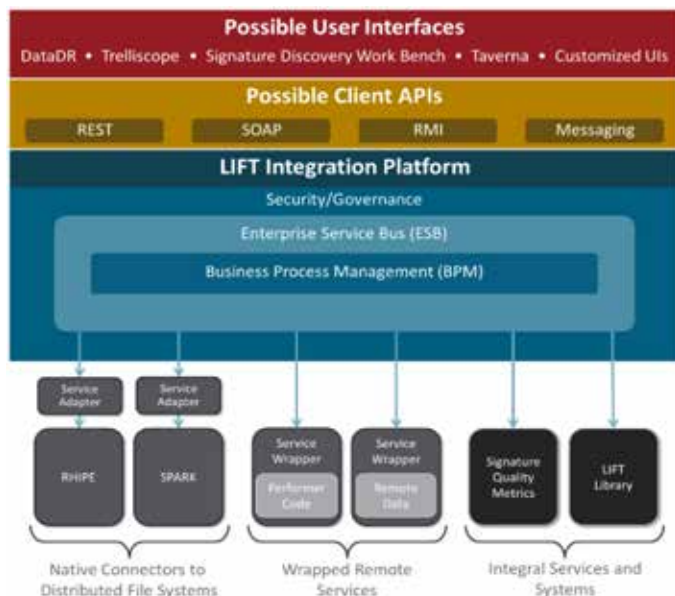 Possible User Interfaces
DataDR • Trelliscope • Signature Discovery Work Bench • Taverna • Customized UIs
Possible Client APIs
REST SOAP RMI Messaging
LIFT Integration Platform
Security/Governance
Enterprise Service Bus (ESB)
Business Process Management (BPM)
Service
Adapter
Service
Adapter
RHIPE
SPARK
Service
Wrapper
Performer
Code
Service
Wrapper
Remote
Data
Signature
Quality
Metrics
LIFT
Library
Native Connectors to
Distributed File Systems
Wrapped Remote
Services
Integral Services and
Systems